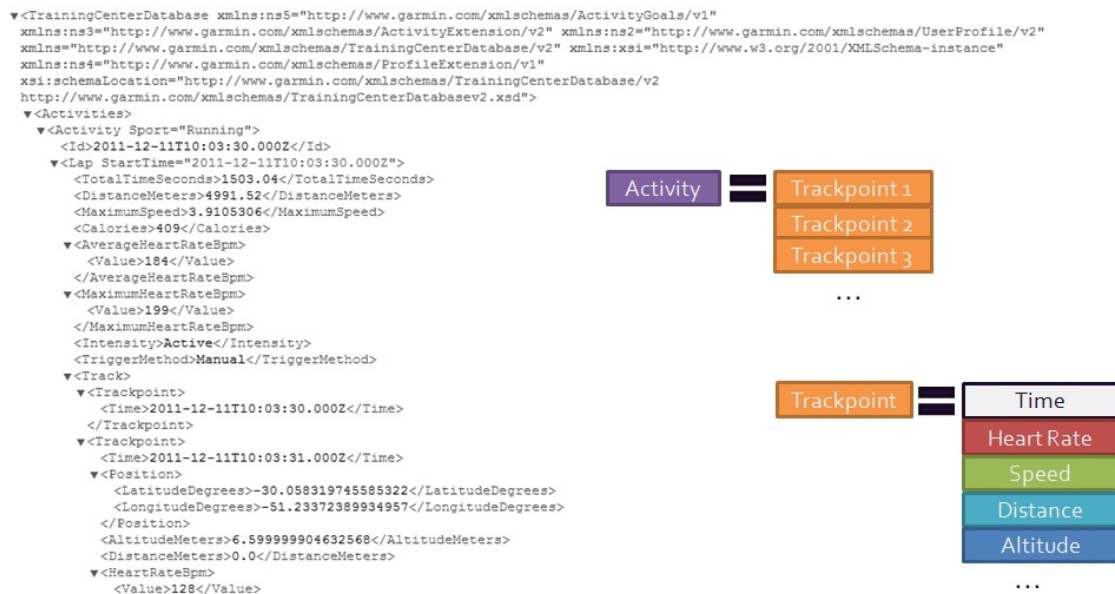 ▼<TrainingCenterDatabase xmlns:ns5="http://www.garmin.com/xmlschemas/ActivityGoals/v1"
xmlns:ns3="http://www.garmin.com/xmlschemas/ActivityExtension/v2" xmlns:ns2="http://www.garmin.com/xmlschemas/UserProfile/v2"
xmlns="http://www.garmin.com/xmlschemas/TrainingCenterDatabase/v2" xmlns:xsi="http://www.w3.org/2001/XMLSchema-instance"
xmlns:ns4="http://www.garmin.com/xmlschemas/ProfileExtension/v1"
xsi:schemaLocation="http://www.garmin.com/xmlschemas/TrainingCenterDatabase/v2
http://www.garmin.com/xmlschemas/TrainingCenterDatabasev2.xsd">
▼<Activities>
▼<Activity Sport="Running">
<Id>2011-12-11T10:03:30.000Z</Id>
▼<Lap StartTime="2011-12-11T10:03:30.000Z">
<TotalTimeSeconds>1503.04</TotalTimeSeconds>
<DistanceMeters>4991.52</DistanceMeters>
<MaximumSpeed>3.9105306</MaximumSpeed>
<Calories>409</Calories>
▼<AverageHeartRateBpm>
<Value>184</Value>
</AverageHeartRateBpm>
▼<MaximumHeartRateBpm>
<Value>199</Value>
</MaximumHeartRateBpm>
<Intensity>Active</Intensity>
<TriggerMethod>Manual</TriggerMethod>
▼<Track>
▼<Trackpoint>
<Time>2011-12-11T10:03:30.000Z</Time>
</Trackpoint>
▼<Trackpoint>
<Time>2011-12-11T10:03:31.000Z</Time>
▼<Position>
<LatitudeDegrees>-30.058319745585322</LatitudeDegrees>
<LongitudeDegrees>-51.23372389934957</LongitudeDegrees>
</Position>
<AltitudeMeters>6.599999904632568</AltitudeMeters>
<DistanceMeters>0.0</DistanceMeters>
▼<HeartRateBpm>
<Value>128</Value>
Activity = Trackpoint 1
Trackpoint 2
Trackpoint 3
...
Trackpoint = Time
Heart Rate
Speed
Distance
Altitude
...